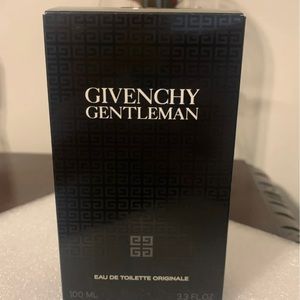 GIVENCHY
GENTLEMAN
EAU DE TOILETTE ORIGINALE
100 ML
3.3 FL OZ